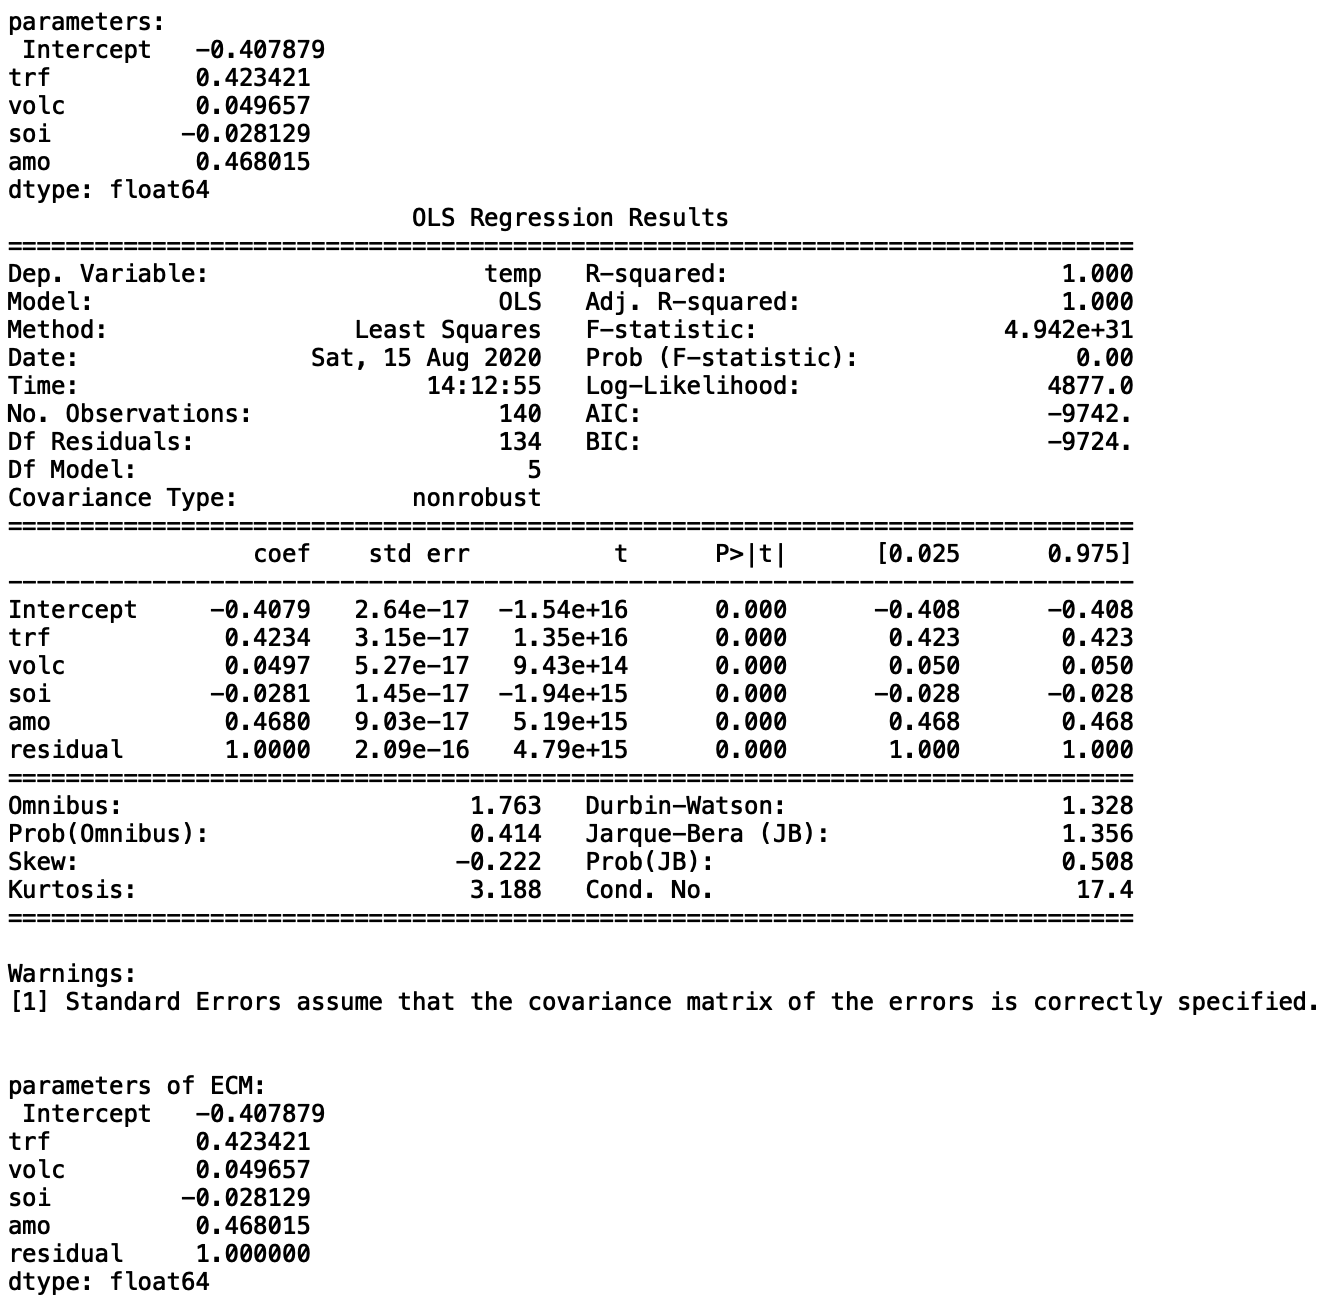 parameters:
 Intercept   -0.407879
trf          0.423421
volc         0.049657
soi         -0.028129
amo          0.468015
dtype: float64
                            OLS Regression Results
==============================================================================
Dep. Variable:                   temp   R-squared:                       1.000
Model:                            OLS   Adj. R-squared:                  1.000
Method:                 Least Squares   F-statistic:                 4.942e+31
Date:                Sat, 15 Aug 2020   Prob (F-statistic):               0.00
Time:                        14:12:55   Log-Likelihood:                 4877.0
No. Observations:                 140   AIC:                            -9742.
Df Residuals:                     134   BIC:                            -9724.
Df Model:                           5
Covariance Type:            nonrobust
==============================================================================
                 coef    std err          t      P>|t|      [0.025      0.975]
------------------------------------------------------------------------------
Intercept     -0.4079   2.64e-17  -1.54e+16      0.000      -0.408      -0.408
trf            0.4234   3.15e-17   1.35e+16      0.000       0.423       0.423
volc           0.0497   5.27e-17   9.43e+14      0.000       0.050       0.050
soi           -0.0281   1.45e-17  -1.94e+15      0.000      -0.028      -0.028
amo            0.4680   9.03e-17   5.19e+15      0.000       0.468       0.468
residual       1.0000   2.09e-16   4.79e+15      0.000       1.000       1.000
==============================================================================
Omnibus:                        1.763   Durbin-Watson:                   1.328
Prob(Omnibus):                  0.414   Jarque-Bera (JB):                1.356
Skew:                          -0.222   Prob(JB):                        0.508
Kurtosis:                       3.188   Cond. No.                         17.4
==============================================================================
Warnings:
[1] Standard Errors assume that the covariance matrix of the errors is correctly specified.
parameters of ECM:
 Intercept   -0.407879
trf          0.423421
volc         0.049657
soi         -0.028129
amo          0.468015
residual     1.000000
dtype: float64